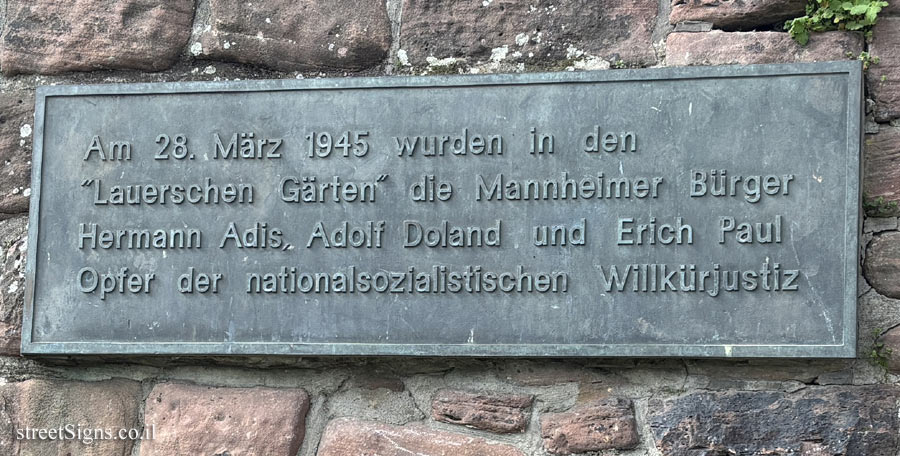 Am 28. März 1945 wurden in den
"Lauerschen Gärten" die Mannheimer Bürger
Hermann Adis, Adolf Doland und Erich Paul
Opfer der nationalsozialistischen Willkürjustiz
streetSigns.co.il